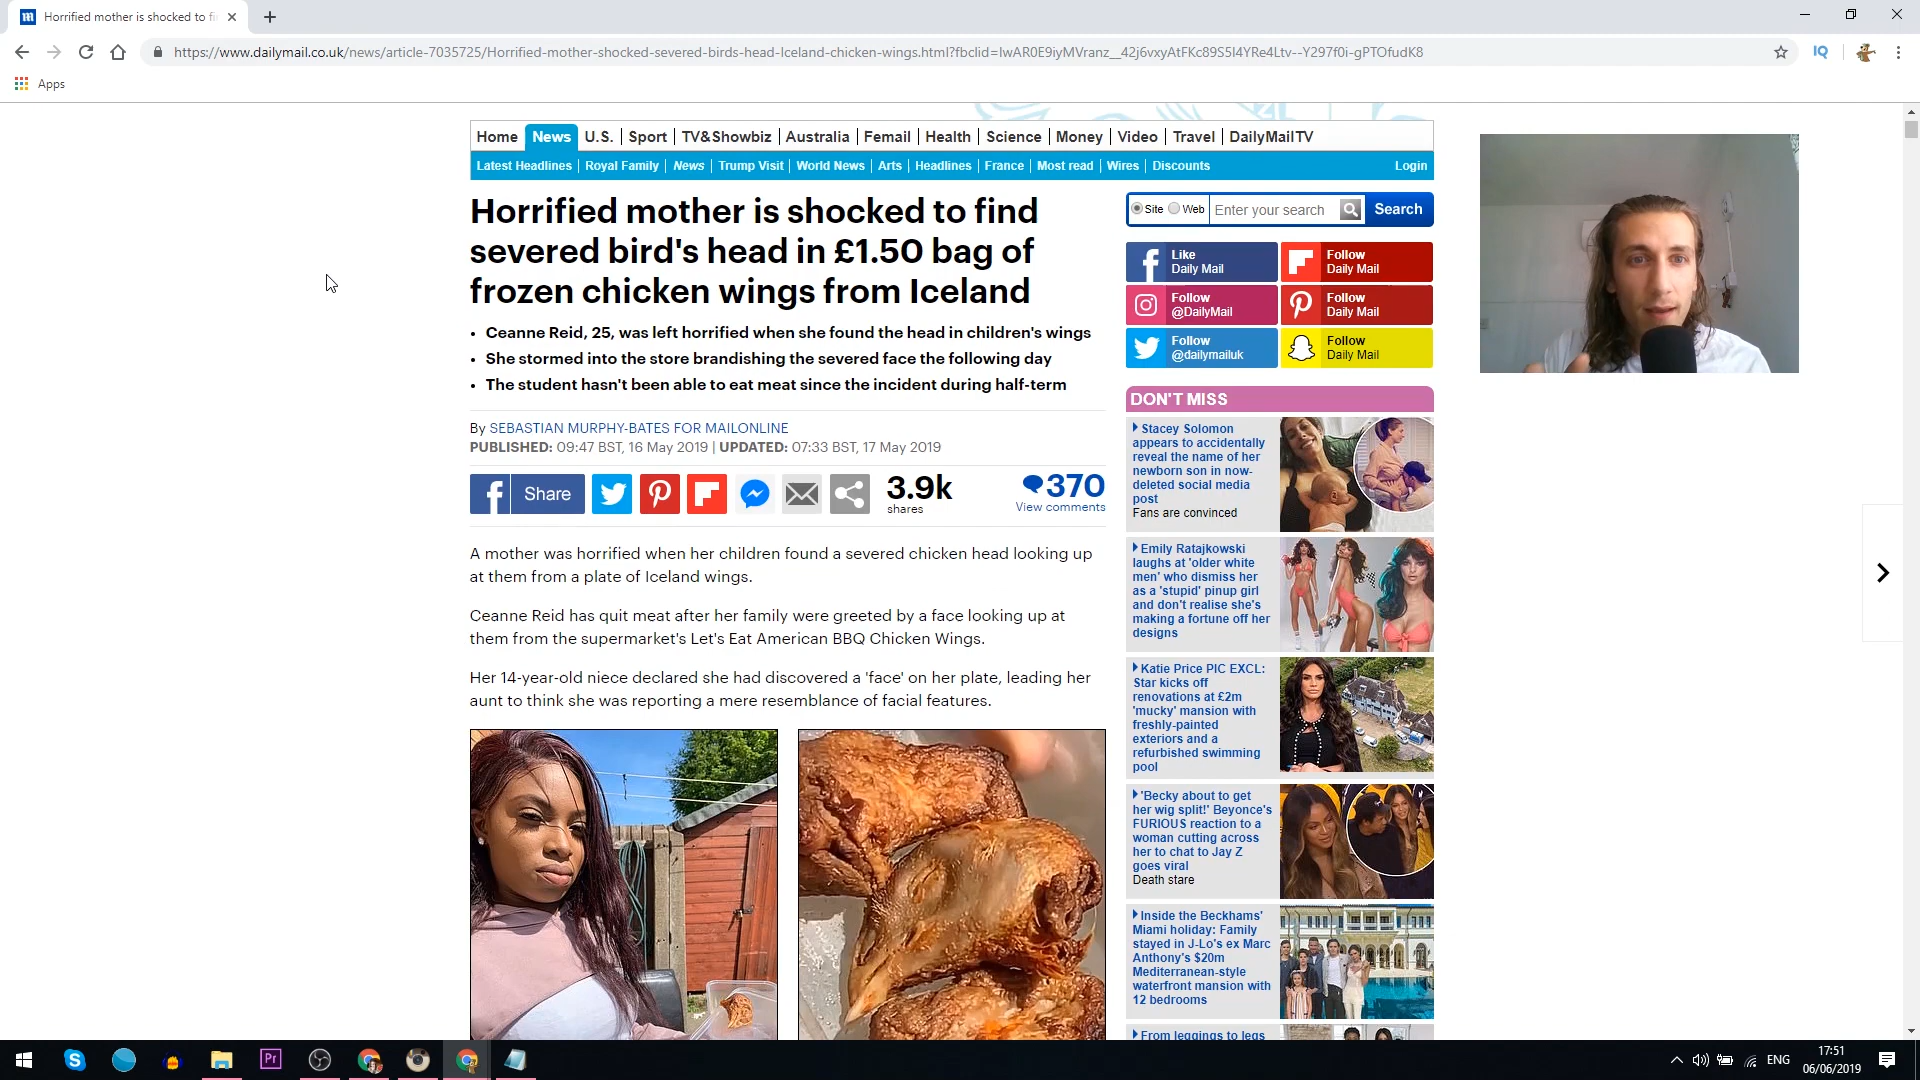 Horrified mother is shocked to fi
https://www.dailymail.co.uk/news/article-7035725/Horrified-mother-shocked-severed-birds-head-Iceland-chicken-wings.html?fbclid=IwAR0E9iyMVranz__42j6vxyAtFKc89S5l4YRe4Ltv--Y297f0i-gPTOfudK8
IQ
Apps
Home News U.S. Sport TV&Showbiz Australia Femail Health Science Money Video Travel DailyMailTV
Latest Headlines Royal Family News Trump Visit World News Arts Headlines France Most read Wires Discounts Login
Horrified mother is shocked to find
severed bird's head in £1.50 bag of
frozen chicken wings from Iceland
• Ceanne Reid, 25, was left horrified when she found the head in children's wings
• She stormed into the store brandishing the severed face the following day
• The student hasn't been able to eat meat since the incident during half-term
By SEBASTIAN MURPHY-BATES FOR MAILONLINE
PUBLISHED: 09:47 BST, 16 May 2019 | UPDATED: 07:33 BST, 17 May 2019
Share
3.9k
shares
370
View comments
A mother was horrified when her children found a severed chicken head looking up
at them from a plate of Iceland wings.
Ceanne Reid has quit meat after her family were greeted by a face looking up at
them from the supermarket's Let's Eat American BBQ Chicken Wings.
Her 14-year-old niece declared she had discovered a 'face' on her plate, leading her
aunt to think she was reporting a mere resemblance of facial features.
Site Web Enter your search Search
Like
Daily Mail
Follow
Daily Mail
Follow
@DailyMail
Follow
Daily Mail
Follow
@dailymailuk
Follow
Daily Mail
DON'T MISS
Stacey Solomon
appears to accidentally
reveal the name of her
newborn son in now-
deleted social media
post
Fans are convinced
Emily Ratajkowski
laughs at 'older white
men' who dismiss her
as a 'stupid' pinup girl
and don't realise she's
making a fortune off her
designs
Katie Price PIC EXCL:
Star kicks off
renovations at £2m
'mucky' mansion with
freshly-painted
exteriors and a
refurbished swimming
pool
'Becky about to get
her wig split!' Beyonce's
FURIOUS reaction to a
woman cutting across
her to chat to Jay Z
goes viral
Death stare
Inside the Beckhams'
Miami holiday: Family
stayed in J-Lo's ex Marc
Anthony's $20m
Mediterranean-style
waterfront mansion with
12 bedrooms
From leggings to legs
Pr
ENG
17:51
06/06/2019